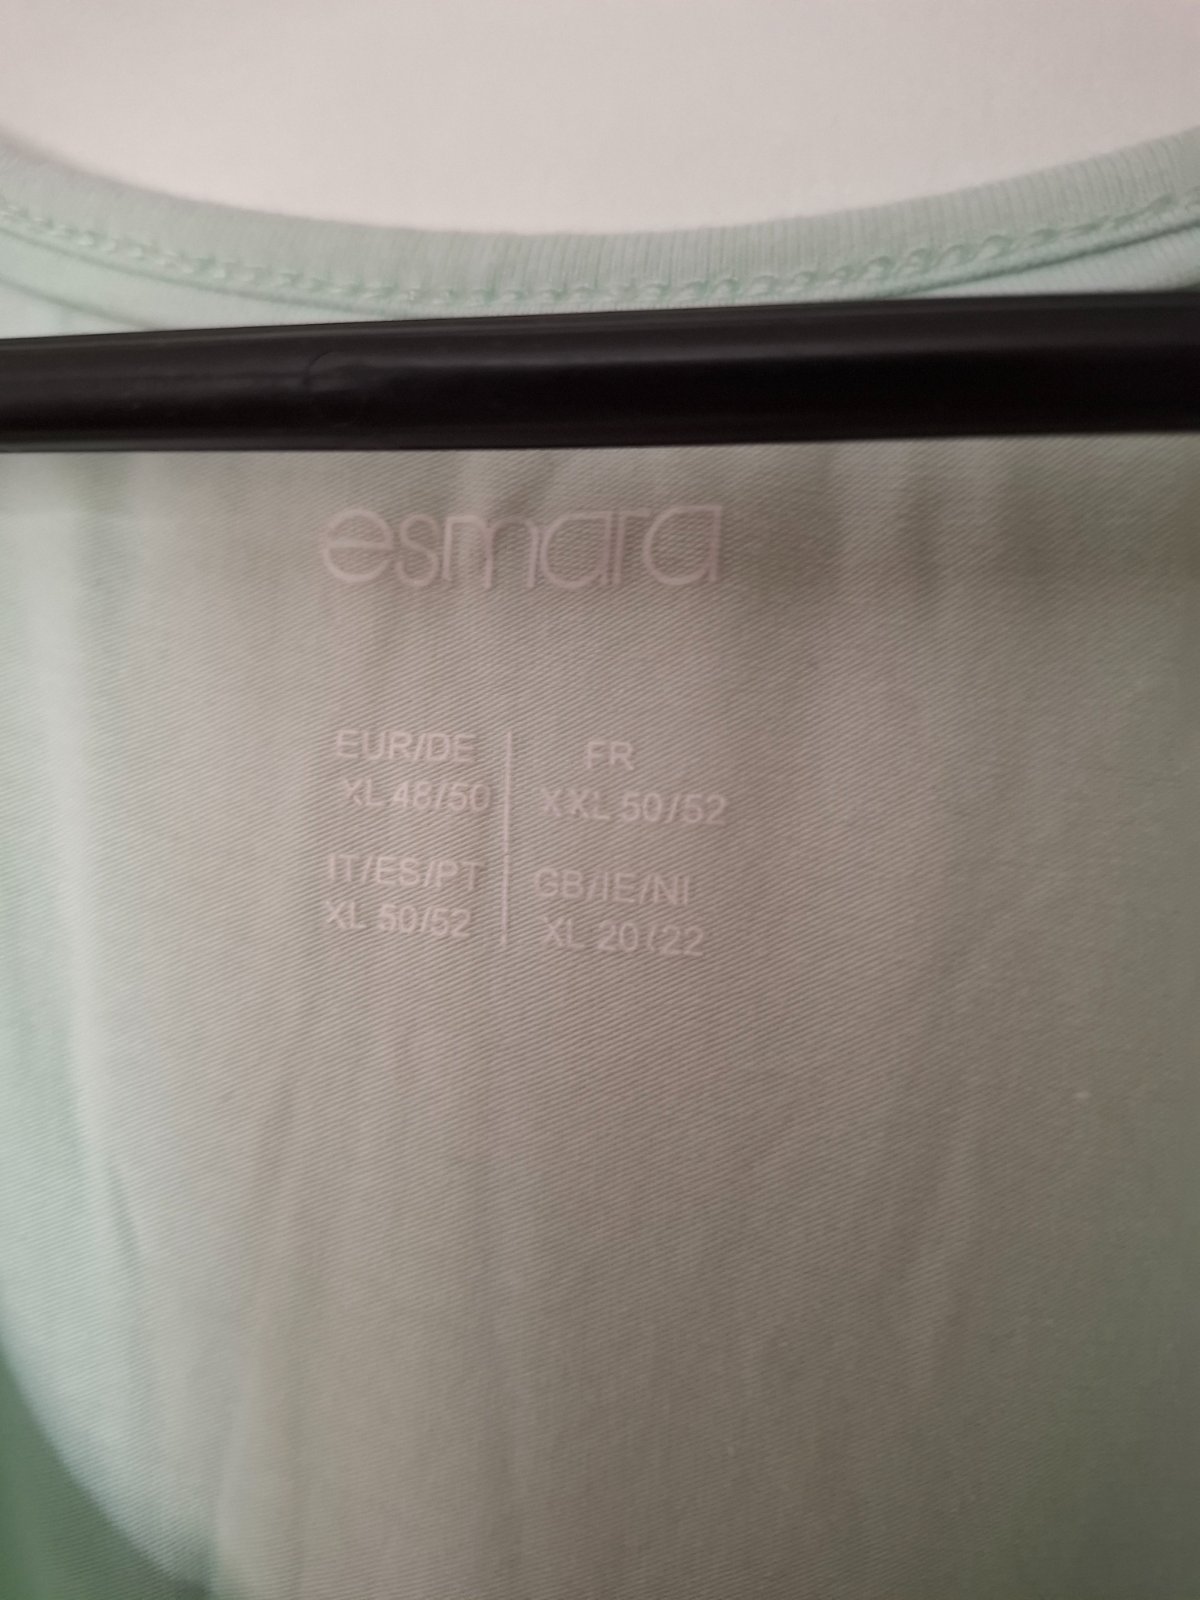 esmara
EUR/DE
XL 48/50
FR
XXL 50/52
IT/ES/PT
XL 50/52
GB/IE/NI
XL 20/22